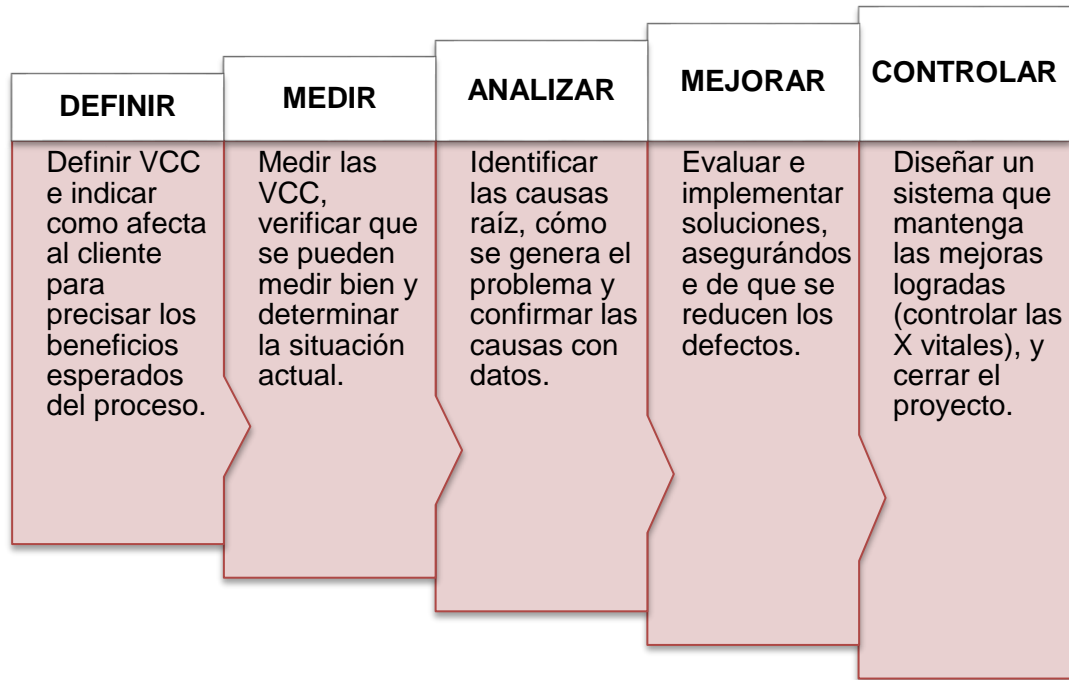 DEFINIR
Definir VCC
e indicar
como afecta
al cliente
para
precisar los
beneficios
esperados
del proceso.
MEDIR
Medir las
VCC,
verificar que
se pueden
medir bien y
determinar
la situación
actual.
ANALIZAR
Identificar
las causas
raíz, cómo
se genera el
problema y
confirmar las
causas con
datos.
MEJORAR
Evaluar e
implementar
soluciones,
asegurándos
e de que se
reducen los
defectos.
CONTROLAR
Diseñar un
sistema que
mantenga
las mejoras
logradas
(controlar las
X vitales), y
cerrar el
proyecto.